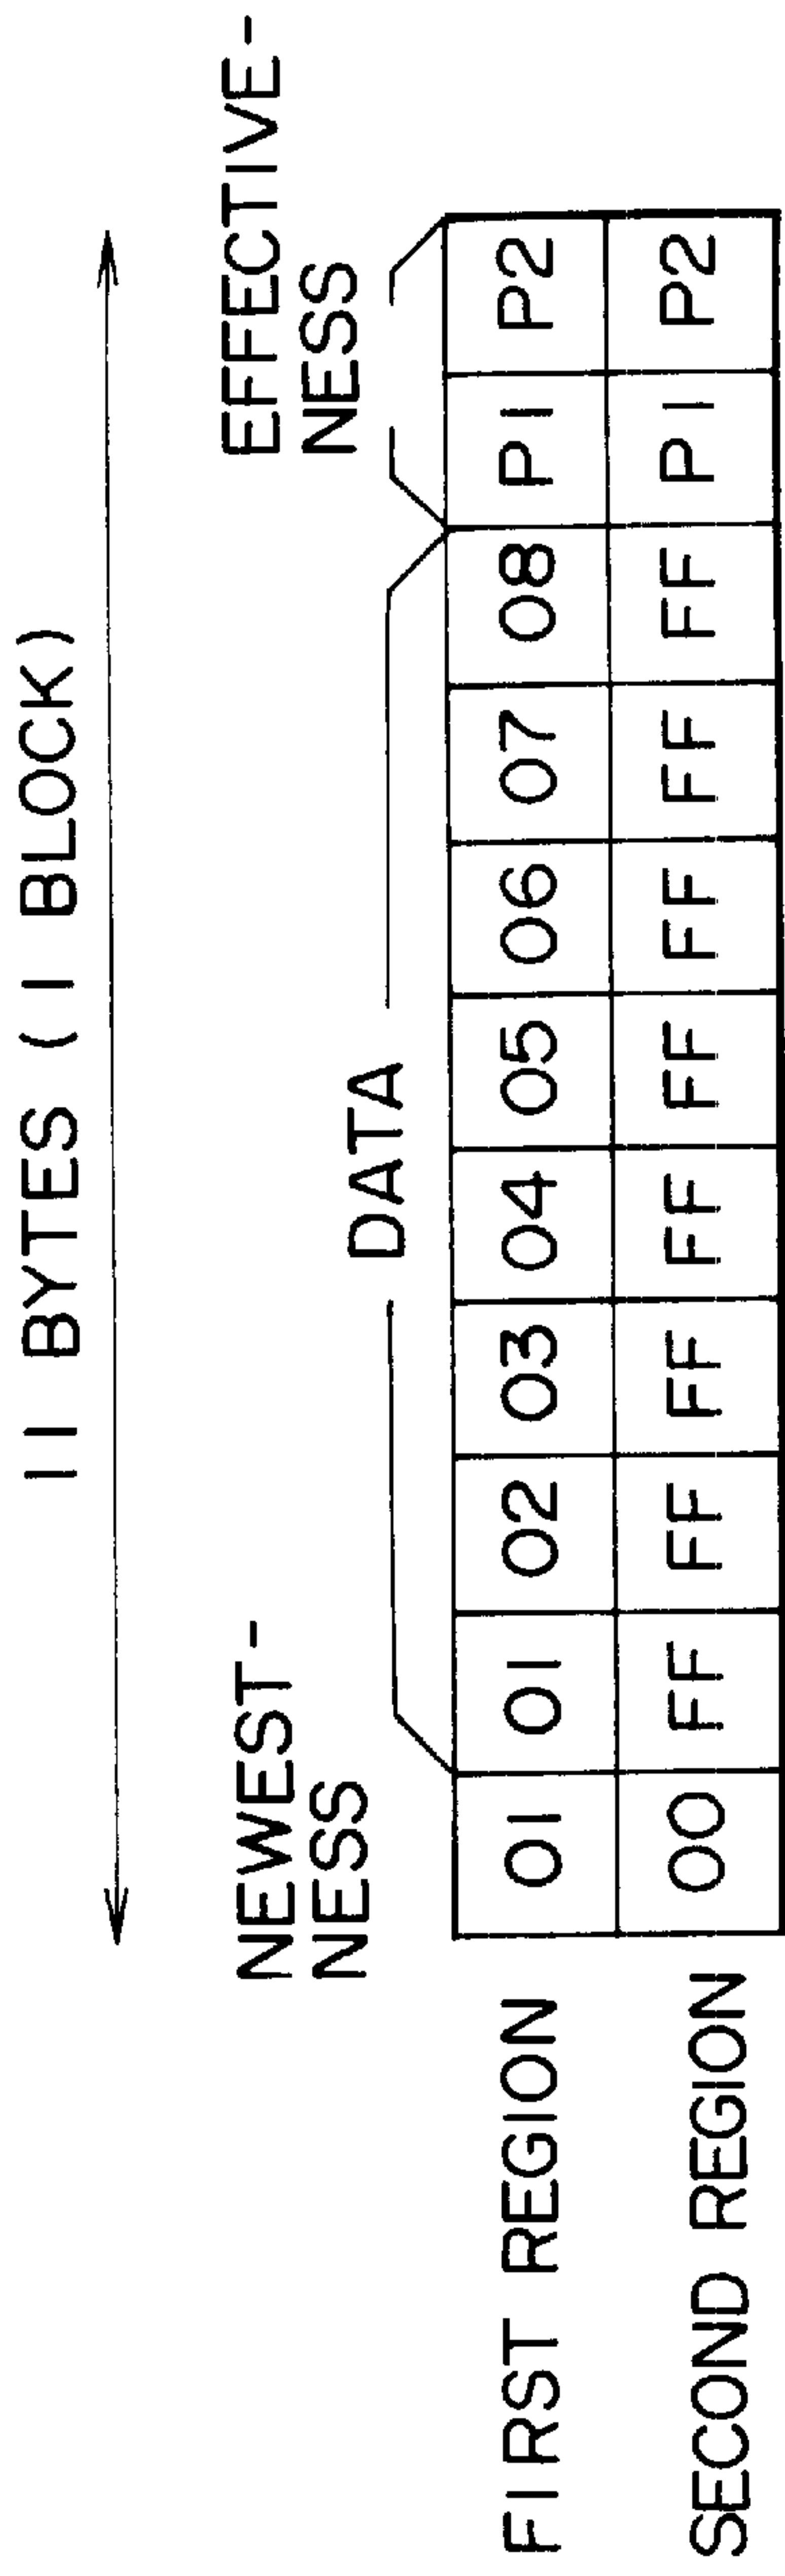 11 BYTES (1 BLOCK)
NEWEST-
NESS
DATA
EFFECTIVE-
NESS
FIRST REGION 01 01 02 03 04 05 06 07 08 P1 P2
SECOND REGION 00 FF FF FF FF FF FF FF FF P1 P2